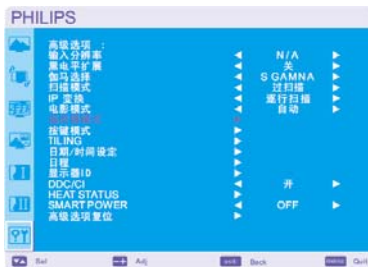 PHILIPS
高级选项 :
输入分辨率 N/A
黑电平扩展 关
伽马选择 S GAMNA
扫描模式 过扫描
IP 变换 逐行扫描
电影模式 自动
按键模式
TILING
日期/时间设定
日程
显示器ID
DDC/CI 开
HEAT STATUS
SMART POWER OFF
高级选项复位
Sel Adj exit Back menu Quit